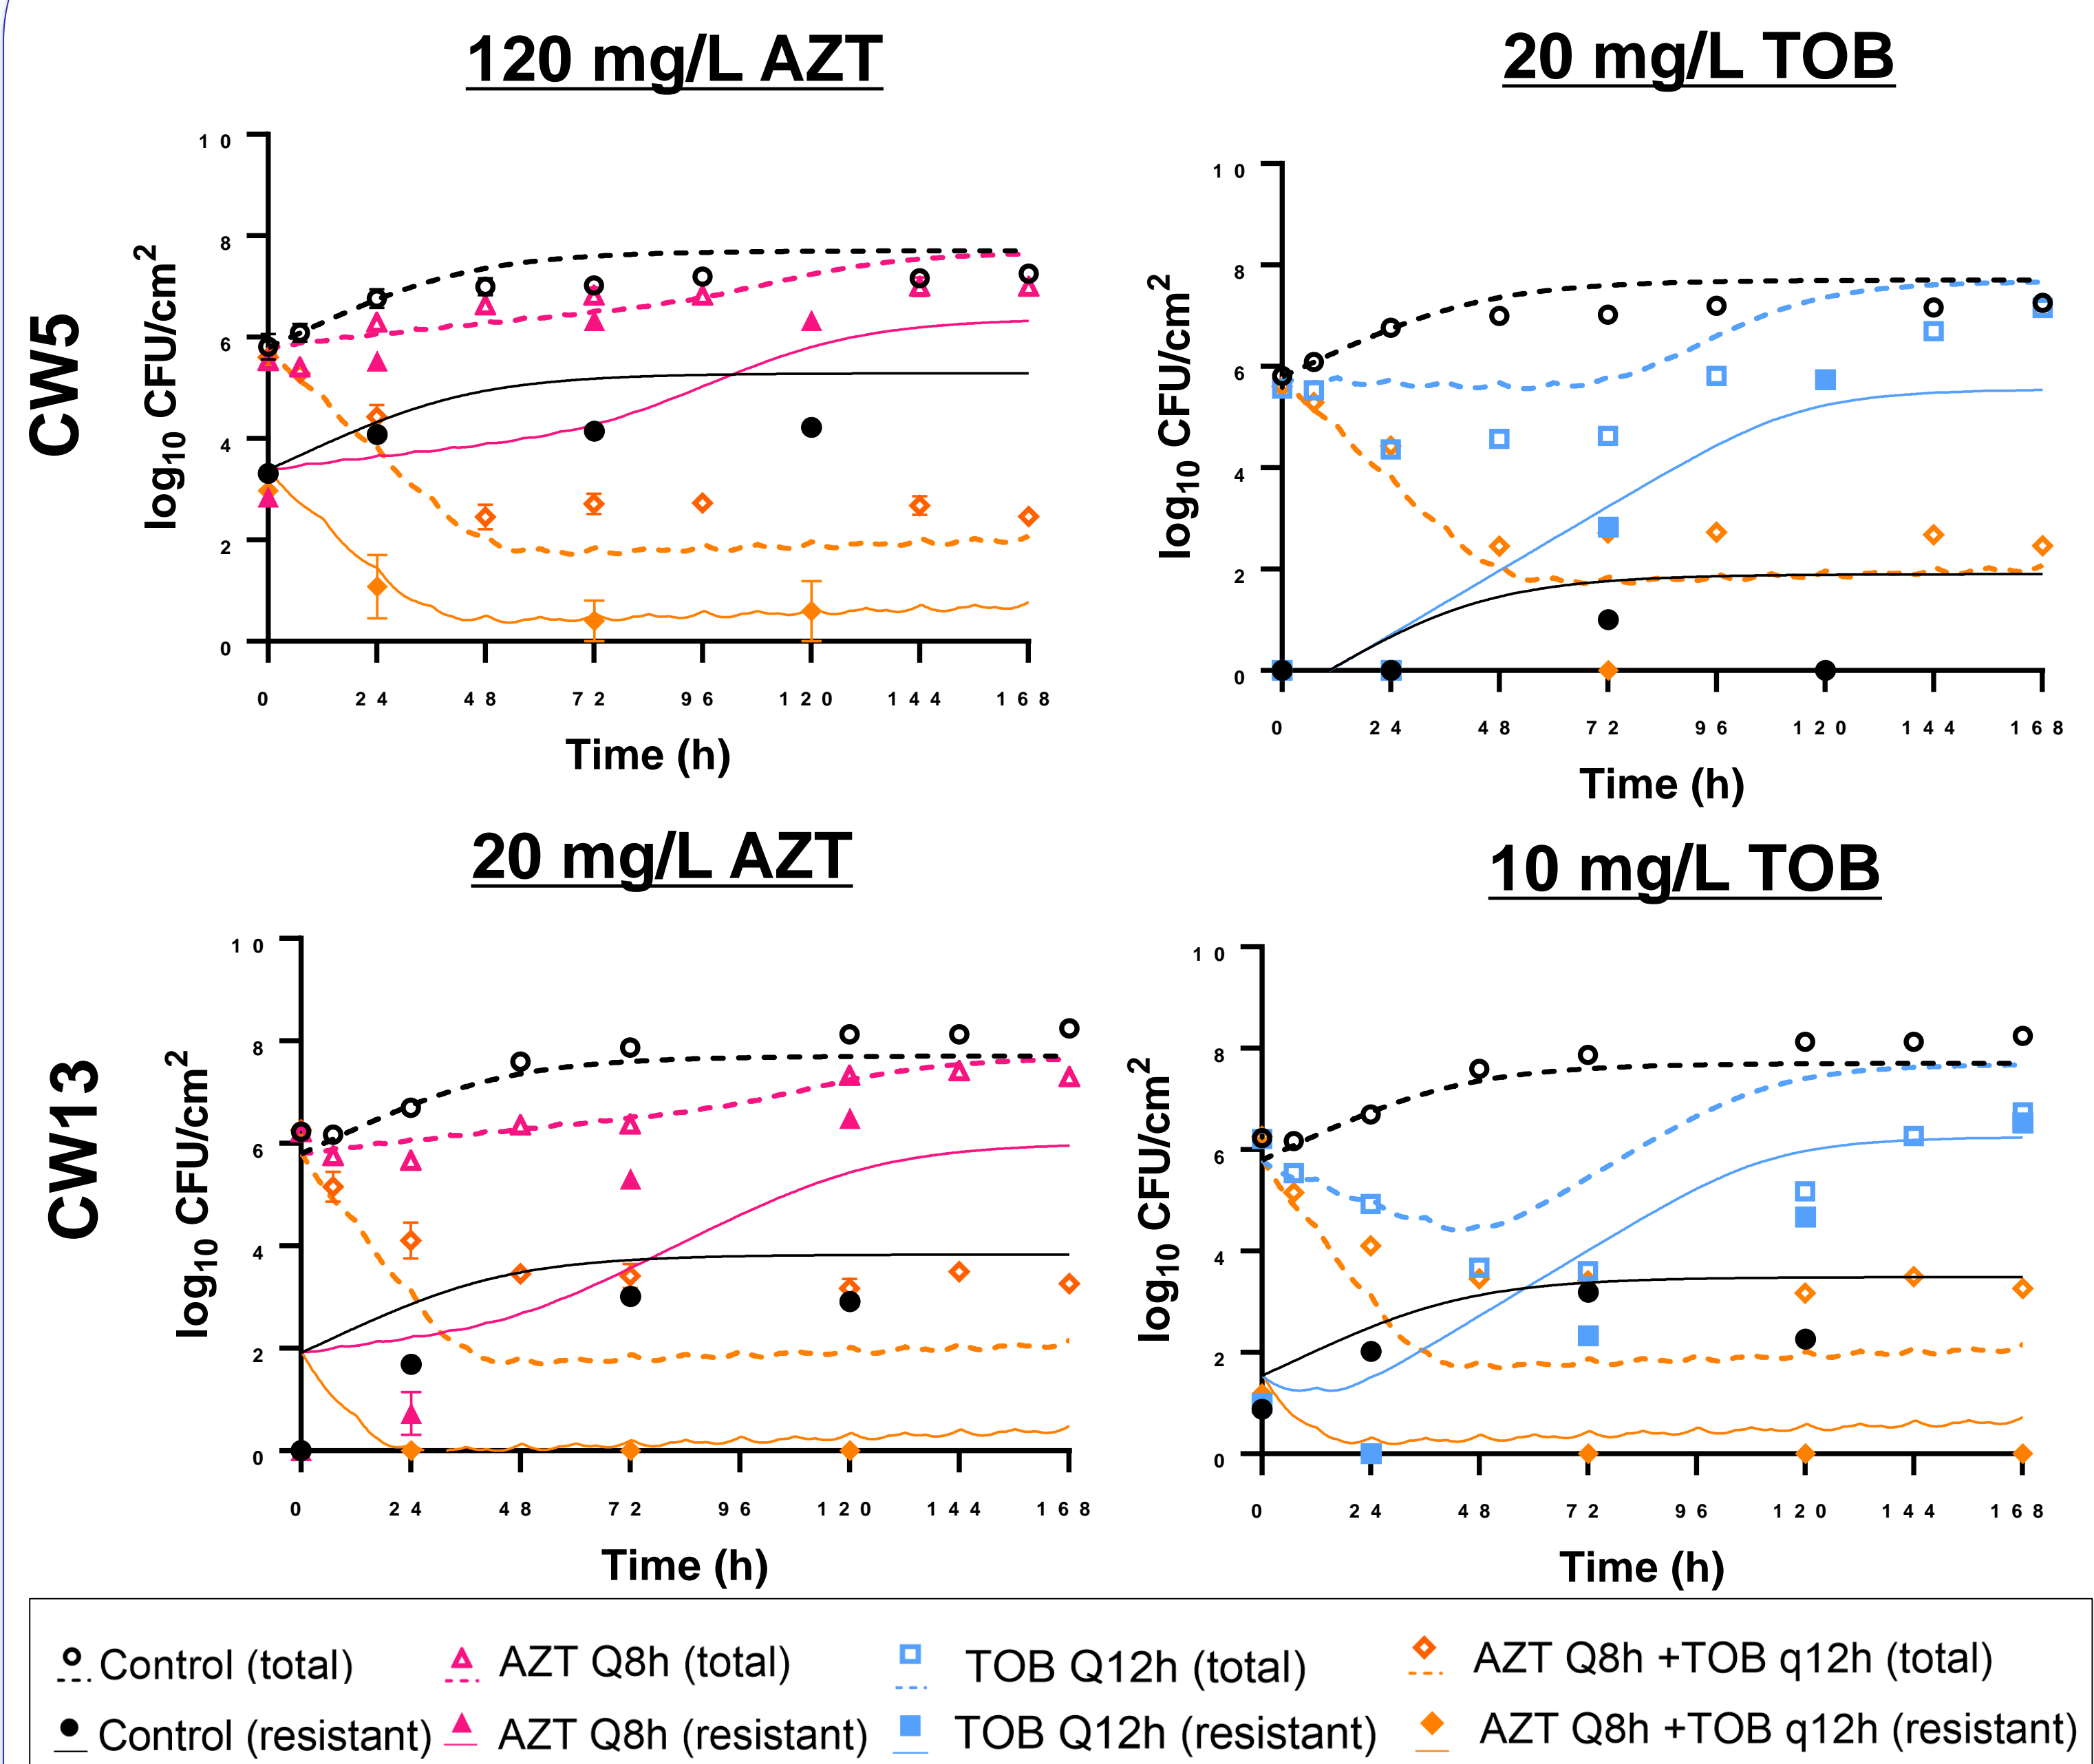 120 mg/L AZT
20 mg/L TOB
CW5
log10 CFU/cm2
10
8
6
4
2
0
0 24 48 72 96 120 144 168
Time (h)
log10 CFU/cm2
10
8
6
4
2
0
0 24 48 72 96 120 144 168
Time (h)
20 mg/L AZT
10 mg/L TOB
CW13
log10 CFU/cm2
10
8
6
4
2
0
0 24 48 72 96 120 144 168
Time (h)
log10 CFU/cm2
10
8
6
4
2
0
0 24 48 72 96 120 144 168
Time (h)
Control (total) AZT Q8h (total) TOB Q12h (total) AZT Q8h +TOB q12h (total)
Control (resistant) AZT Q8h (resistant) TOB Q12h (resistant) AZT Q8h +TOB q12h (resistant)